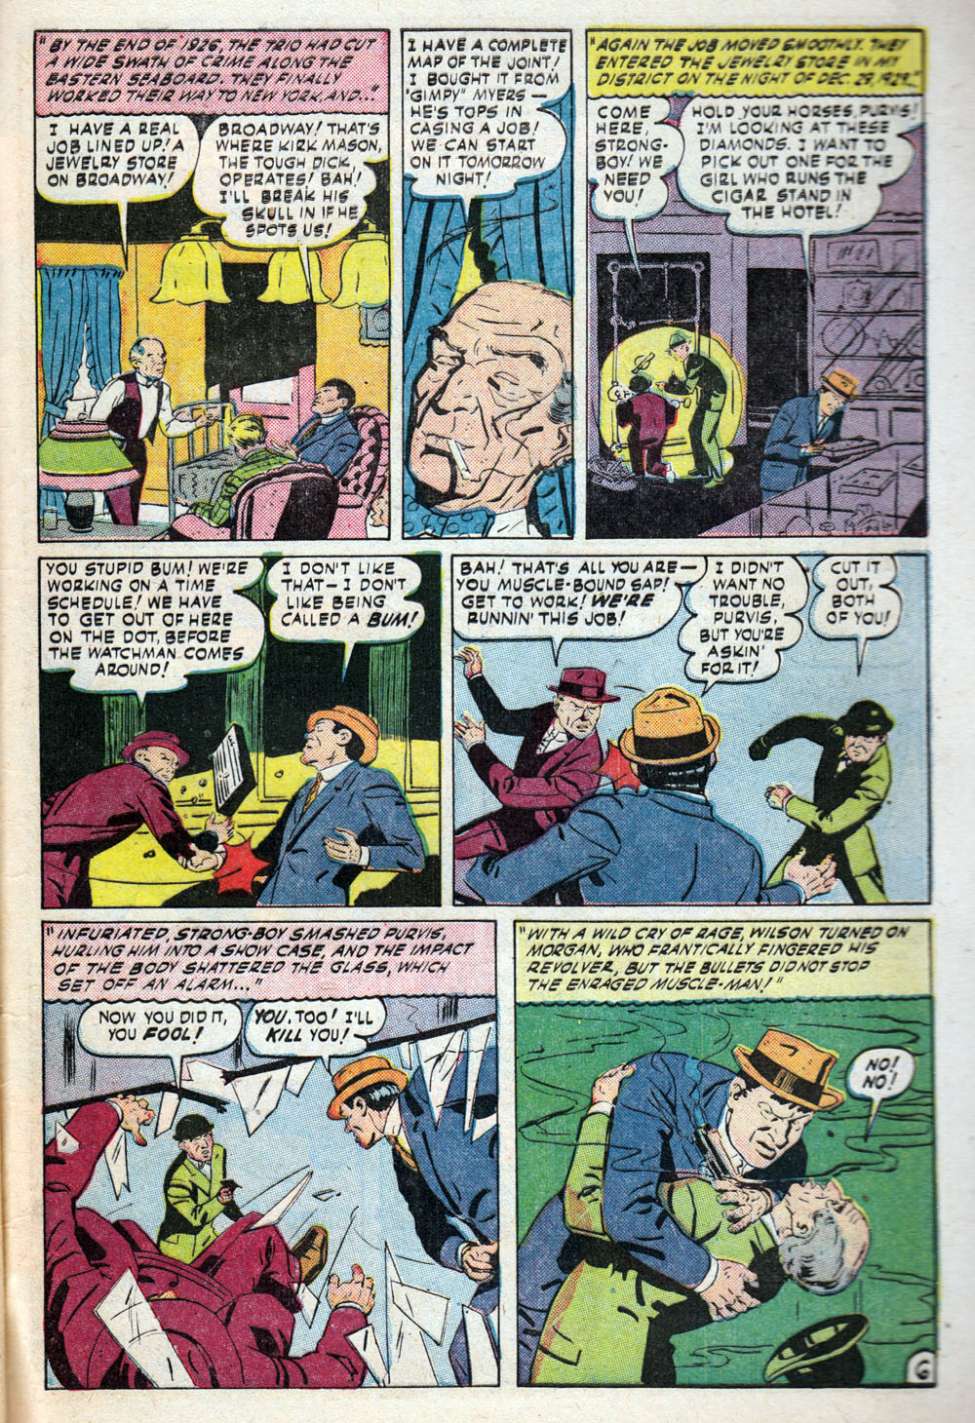 "BY THE END OF 1926, THE TRIO HAD CUT
A WIDE SWATH OF CRIME ALONG THE
EASTERN SEABOARD. THEY FINALLY
WORKED THEIR WAY TO NEW YORK, AND..."
I HAVE A REAL
JOB LINED UP! A
JEWELRY STORE
ON BROADWAY!
BROADWAY! THAT'S
WHERE KIRK MASON,
THE TOUGH DICK,
OPERATES! BAH!
I'LL BREAK HIS
SKULL IN IF HE
SPOTS US!
I HAVE A COMPLETE
MAP OF THE JOINT!
I BOUGHT IT FROM
"GIMPY" MYERS —
HE'S TOPS IN
CASING A JOB!
WE CAN START
ON IT TOMORROW
NIGHT!
"AGAIN THE JOB MOVED SMOOTHLY. THEY
ENTERED THE JEWELRY STORE IN MY
DISTRICT ON THE NIGHT OF DEC. 29, 1929."
COME
HERE,
STRONG-
BOY! WE
NEED
YOU!
HOLD YOUR HORSES, PURVIS!
I'M LOOKING AT THESE
DIAMONDS. I WANT TO
PICK OUT ONE FOR THE
GIRL WHO RUNS THE
CIGAR STAND IN
THE HOTEL!
YOU STUPID BUM! WE'RE
WORKING ON A TIME
SCHEDULE! WE HAVE
TO GET OUT OF HERE
ON THE DOT, BEFORE
THE WATCHMAN COMES
AROUND!
I DON'T LIKE
THAT — I DON'T
LIKE BEING
CALLED A BUM!
BAH! THAT'S ALL YOU ARE —
YOU MUSCLE-BOUND SAP!
GET TO WORK! WE'RE
RUNNIN' THIS JOB!
I DIDN'T
WANT NO
TROUBLE,
PURVIS,
BUT YOU'RE
ASKIN'
FOR IT!
CUT IT
OUT,
BOTH
OF YOU!
"INFURIATED, STRONG-BOY SMASHED PURVIS,
HURLING HIM INTO A SHOW CASE, AND THE IMPACT
OF THE BODY SHATTERED THE GLASS, WHICH
SET OFF AN ALARM..."
NOW YOU DID IT,
YOU FOOL!
YOU, TOO! I'LL
KILL YOU!
"WITH A WILD CRY OF RAGE, WILSON TURNED ON
MORGAN, WHO FRANTICALLY FINGERED HIS
REVOLVER, BUT THE BULLETS DID NOT STOP
THE ENRAGED MUSCLE-MAN!"
NO!
NO!
6